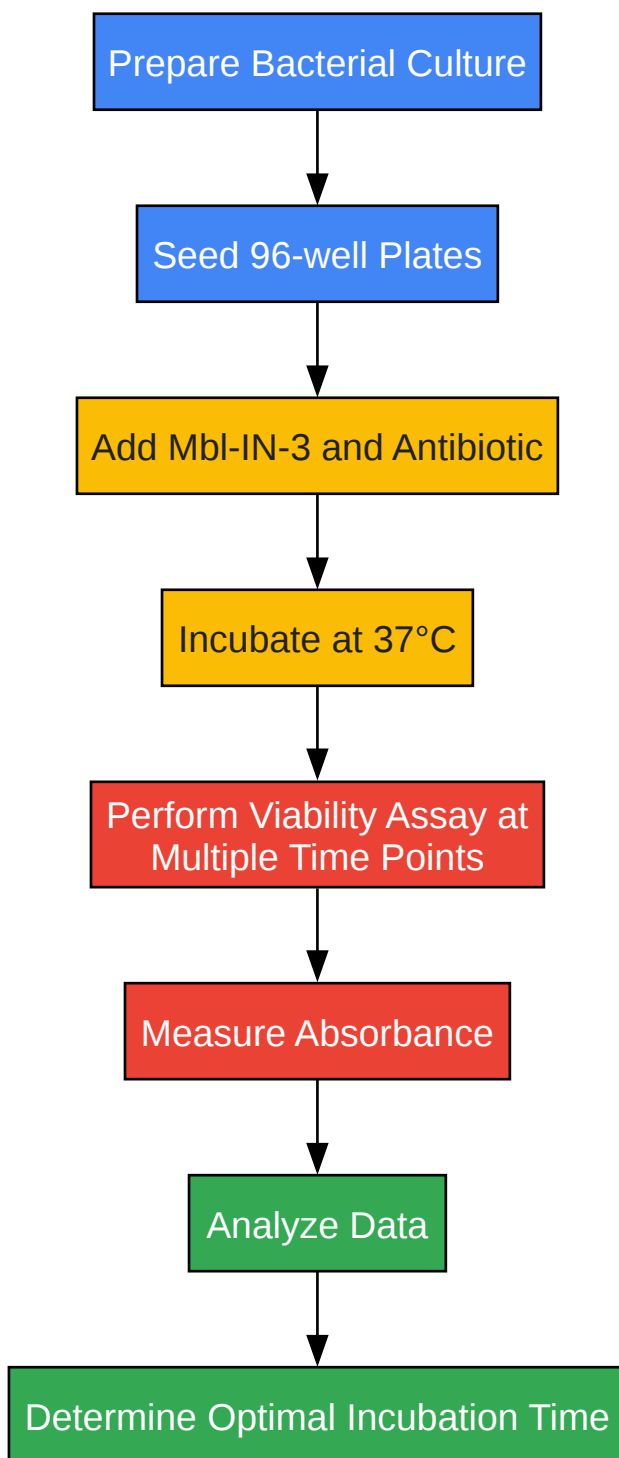 Prepare Bacterial Culture
Seed 96-well Plates
Add Mbl-IN-3 and Antibiotic
Incubate at 37°C
Perform Viability Assay at
Multiple Time Points
Measure Absorbance
Analyze Data
Determine Optimal Incubation Time